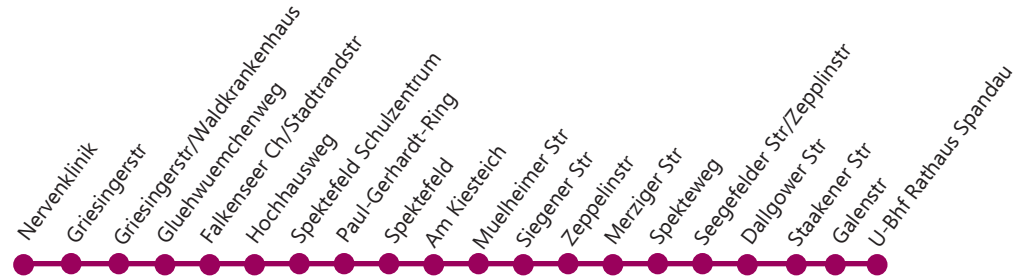 Nervenklinik
Griesingerstr
Griesingerstr/Waldkrankenhaus
Gluehwuemchenweg
Falkenseer Ch/Stadtrandstr
Hochhausweg
Spektefeld Schulzentrum
Paul-Gerhardt-Ring
Spektefeld
Am Kiesteich
Muelheimer Str
Siegener Str
Zeppelinstr
Merziger Str
Spekteweg
Seegefelder Str/Zepplinstr
Dallgower Str
Staakener Str
Galenstr
U-Bhf Rathaus Spandau